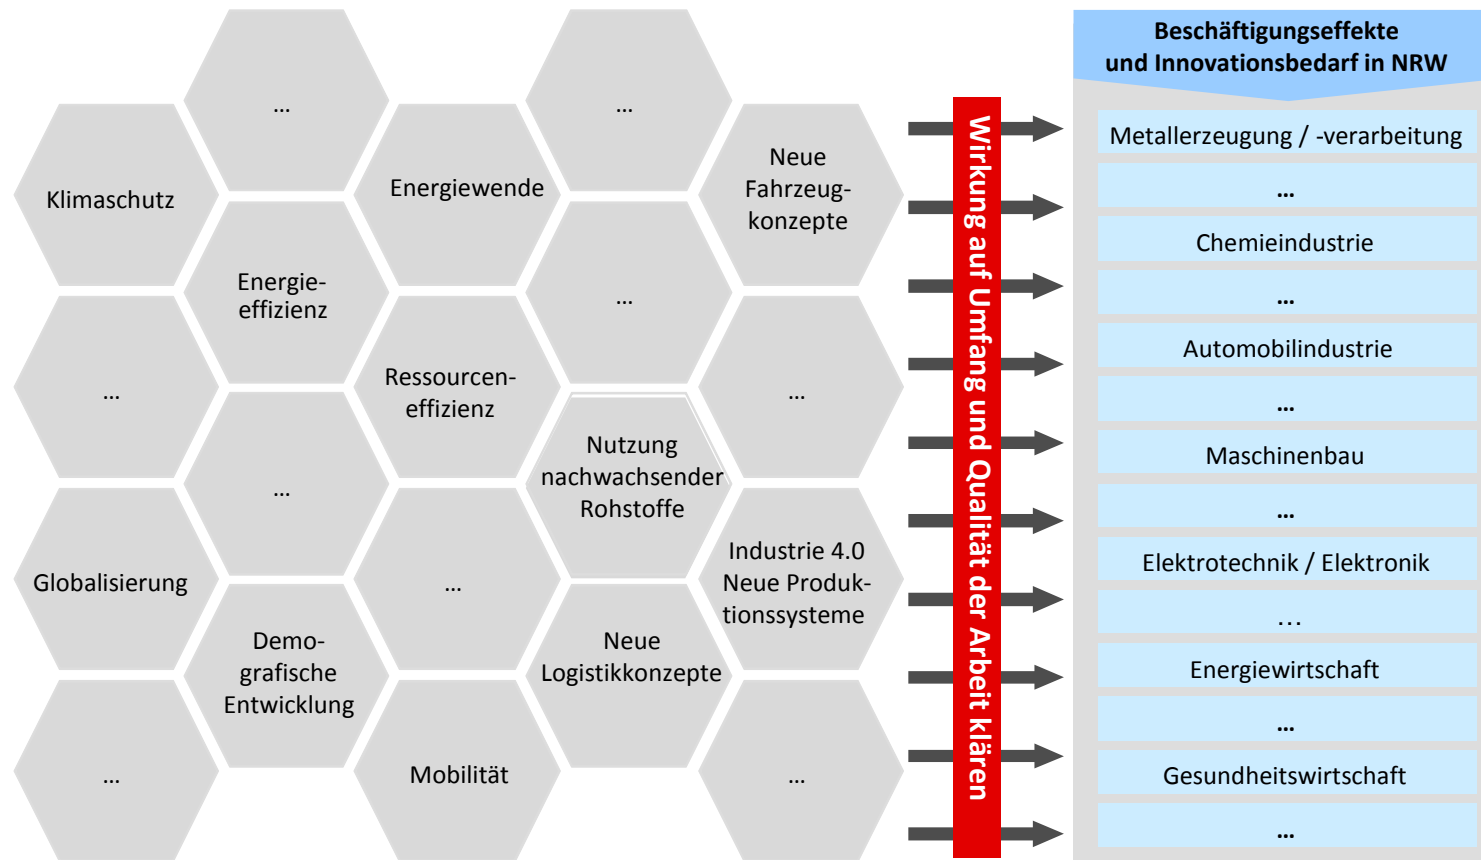 Beschäftigungseffekte
und Innovationsbedarf in NRW
...
...
Klimaschutz
Energiewende
Neue
Fahrzeug-
konzepte
Energie-
effizienz
...
...
Ressourcen-
effizienz
...
...
Nutzung
nachwachsender
Rohstoffe
Globalisierung
...
Industrie 4.0
Neue Produk-
tionssysteme
Demo-
grafische
Entwicklung
Neue
Logistikkonzepte
...
Mobilität
...
Wirkung auf Umfang und Qualität der Arbeit klären
Metallerzeugung / -verarbeitung
...
Chemieindustrie
...
Automobilindustrie
...
Maschinenbau
...
Elektrotechnik / Elektronik
...
Energiewirtschaft
...
Gesundheitswirtschaft
...